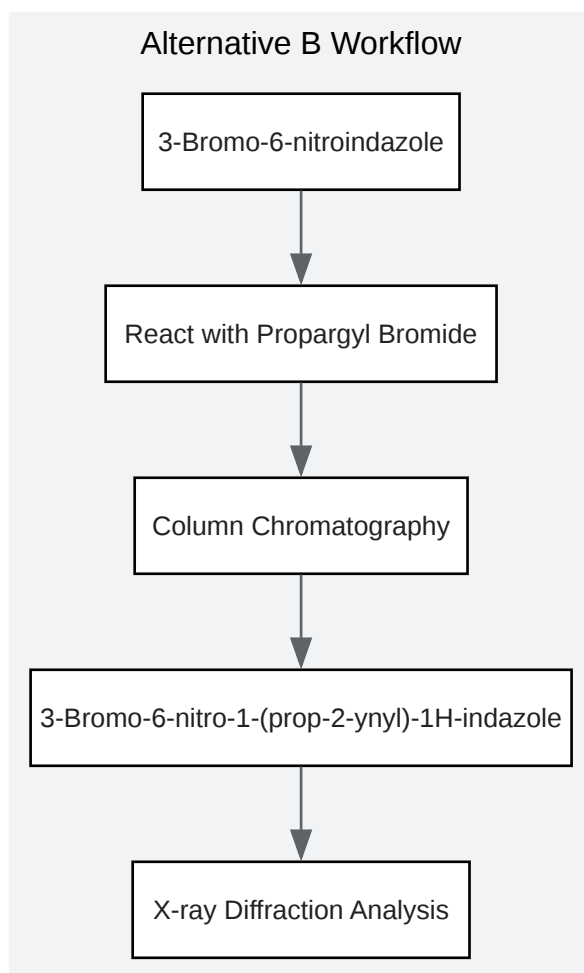 Alternative B Workflow
3-Bromo-6-nitroindazole
React with Propargyl Bromide
Column Chromatography
3-Bromo-6-nitro-1-(prop-2-ynyl)-1H-indazole
X-ray Diffraction Analysis